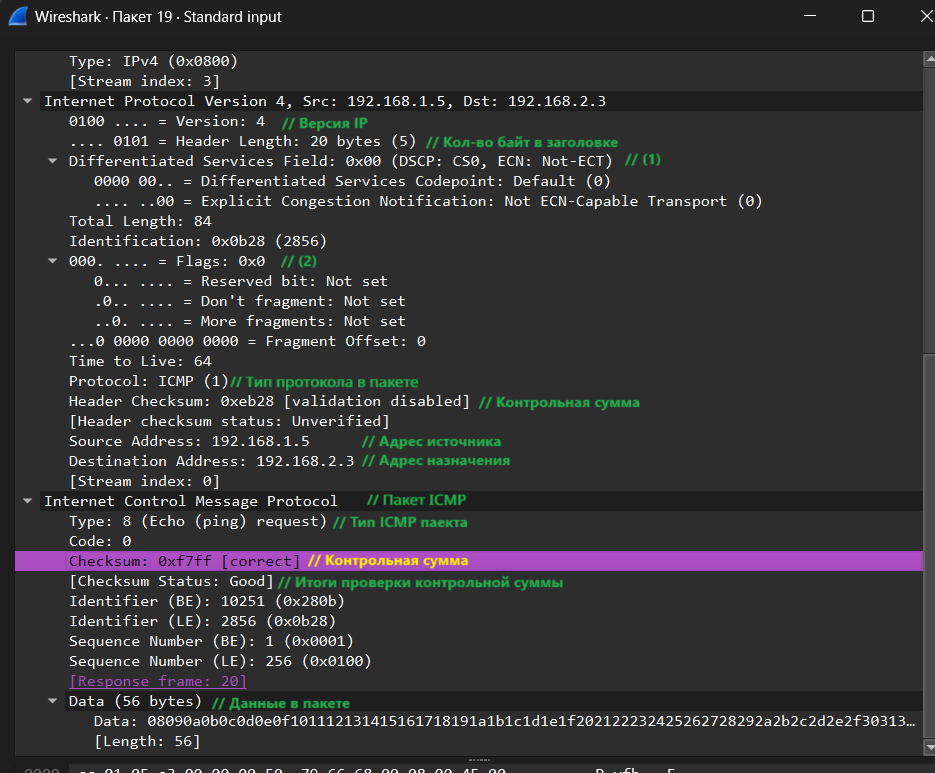 Wireshark · Пакет 19 · Standard input
Type: IPv4 (0x0800)
[Stream index: 3]
Internet Protocol Version 4, Src: 192.168.1.5, Dst: 192.168.2.3
0100 .... = Version: 4 // Версия IP
.... 0101 = Header Length: 20 bytes (5) // Кол-во байт в заголовке
Differentiated Services Field: 0x00 (DSCP: CS0, ECN: Not-ECT) // (1)
0000 00.. = Differentiated Services Codepoint: Default (0)
.... ..00 = Explicit Congestion Notification: Not ECN-Capable Transport (0)
Total Length: 84
Identification: 0x0b28 (2856)
000. .... = Flags: 0x0 // (2)
0... .... = Reserved bit: Not set
.0.. .... = Don't fragment: Not set
..0. .... = More fragments: Not set
...0 0000 0000 0000 = Fragment Offset: 0
Time to Live: 64
Protocol: ICMP (1) // Тип протокола в пакете
Header Checksum: 0xeb28 [validation disabled] // Контрольная сумма
[Header checksum status: Unverified]
Source Address: 192.168.1.5 // Адрес источника
Destination Address: 192.168.2.3 // Адрес назначения
[Stream index: 0]
Internet Control Message Protocol // Пакет ICMP
Type: 8 (Echo (ping) request) // Тип ICMP паекта
Code: 0
Checksum: 0xf7ff [correct] // Контрольная сумма
[Checksum Status: Good] // Итоги проверки контрольной суммы
Identifier (BE): 10251 (0x280b)
Identifier (LE): 2856 (0x0b28)
Sequence Number (BE): 1 (0x0001)
Sequence Number (LE): 256 (0x0100)
[Response frame: 20]
Data (56 bytes) // Данные в пакете
Data: 08090a0b0c0d0e0f101112131415161718191a1b1c1d1e1f202122232425262728292a2b2c2d2e2f30313…
[Length: 56]